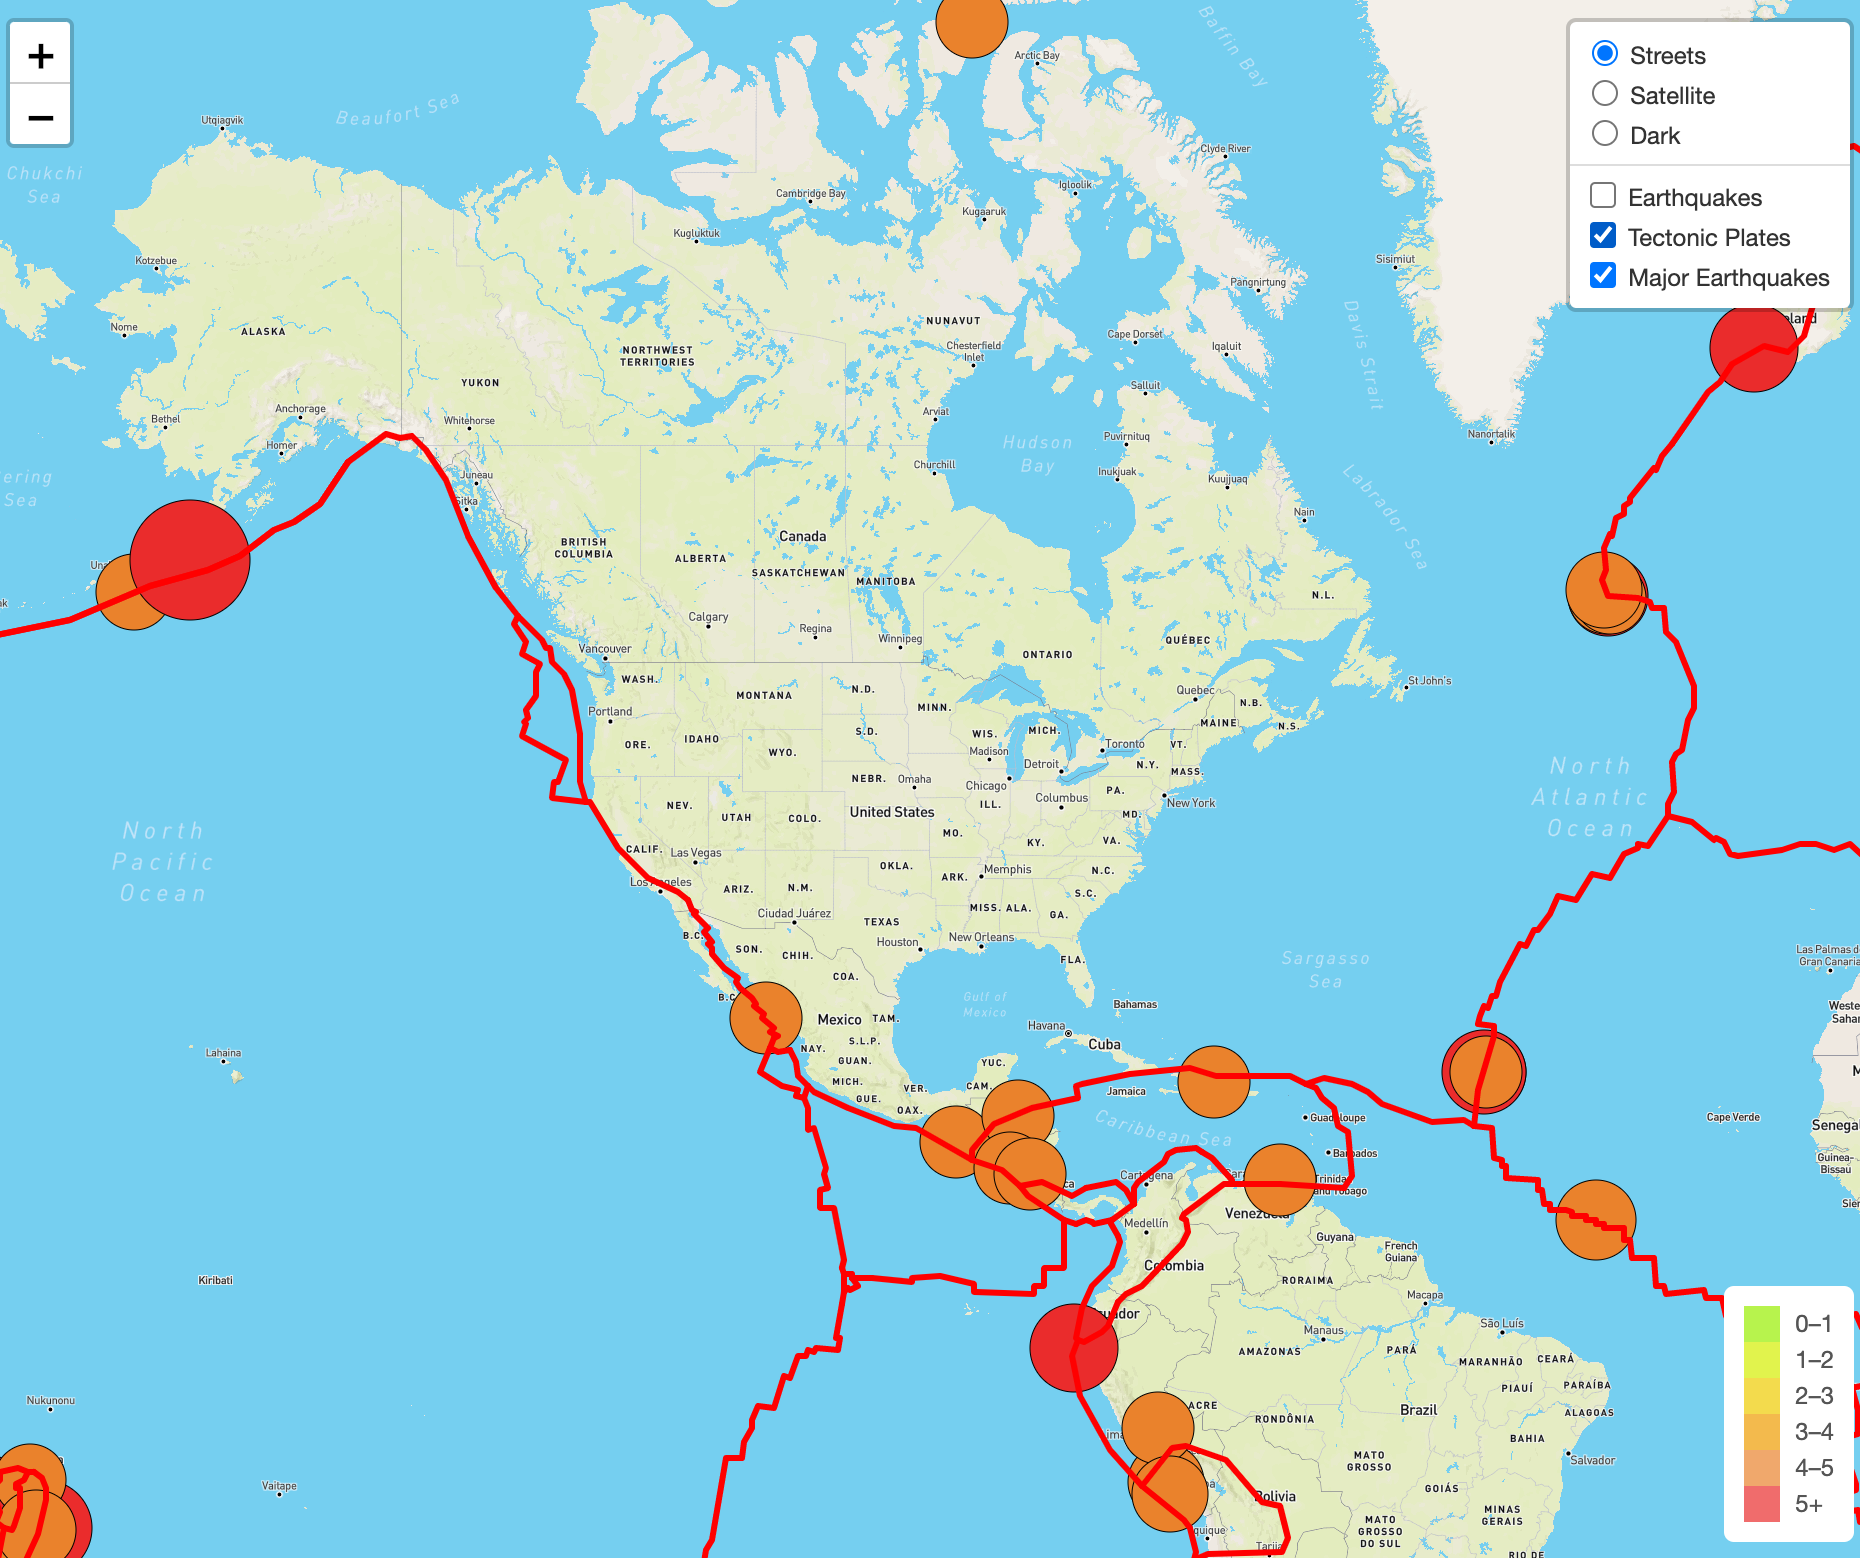 +
−
Streets
Satellite
Dark
Earthquakes
Tectonic Plates
Major Earthquakes
Baffin Bay
Arctic Bay
Beaufort Sea
Utqiagvik
Chukchi
Sea
Clyde River
Igloolik
Cambridge Bay
Kugaaruk
Kugluktuk
Kotzebue
Sisimiut
Pangnirtung
Nome
ALASKA
NUNAVUT
Davis Strait
Cape Dorset
Chesterfield
Inlet
Iqaluit
NORTHWEST
TERRITORIES
YUKON
Salluit
Anchorage
Bethel
Whitehorse
Arviat
Homer
Puvirnituq
Hudson
Bay
Nanortalik
Churchill
Inukjuak
Kuujjuaq
Labrador Sea
Juneau
Sea
Nain
Canada
BRITISH
COLUMBIA
ALBERTA
SASKATCHEWAN
MANITOBA
N.L.
Calgary
Regina
Winnipeg
QUÉBEC
Vancouver
ONTARIO
WASH.
St John's
MONTANA
N.D.
Quebec
MINN.
N.B.
Portland
MAINE
N.S.
ORE.
IDAHO
WYO.
S.D.
WIS.
MICH.
Madison
Toronto
VT.
Detroit
N.Y.
MASS.
NEBR.
Omaha
Chicago
Columbus
PA.
New York
North
Atlantic
Ocean
NEV.
UTAH
COLO.
United States
ILL.
MD.
North
Pacific
Ocean
MO.
KY.
VA.
CALIF.
Las Vegas
OKLA.
ARK.
Memphis
N.C.
Los Angeles
ARIZ.
N.M.
S.C.
Ciudad Juárez
TEXAS
MISS.
ALA.
GA.
B.C.
SON.
CHIH.
Houston
New Orleans
FLA.
COA.
Sargasso
Sea
Las Palmas d
Gran Canaria
Gulf of
Mexico
Bahamas
Mexico
TAM.
Havana
Cuba
NAY.
S.L.P.
GUAN.
Lahaina
YUC.
MICH.
VER.
CAM.
GUE.
OAX.
Jamaica
Caribbean Sea
Guadeloupe
Cape Verde
Barbados
Guinea-
Bissau
Cartagena
Medellín
Venezuela
Guyana
French
Guiana
Colombia
Kiribati
RORAIMA
Macapa
Manaus
São Luís
AMAZONAS
PARÁ
MARANHÃO
CEARÁ
PIAUÍ
PARAÍBA
Nukunonu
ACRE
RONDÔNIA
Brazil
ALAGOAS
BAHIA
MATO
GROSSO
Salvador
Vaitape
GOIÁS
Bolivia
MINAS
GERAIS
MATO
GROSSO
DO SUL
Tarija
RIO DE
0–1
1–2
2–3
3–4
4–5
5+